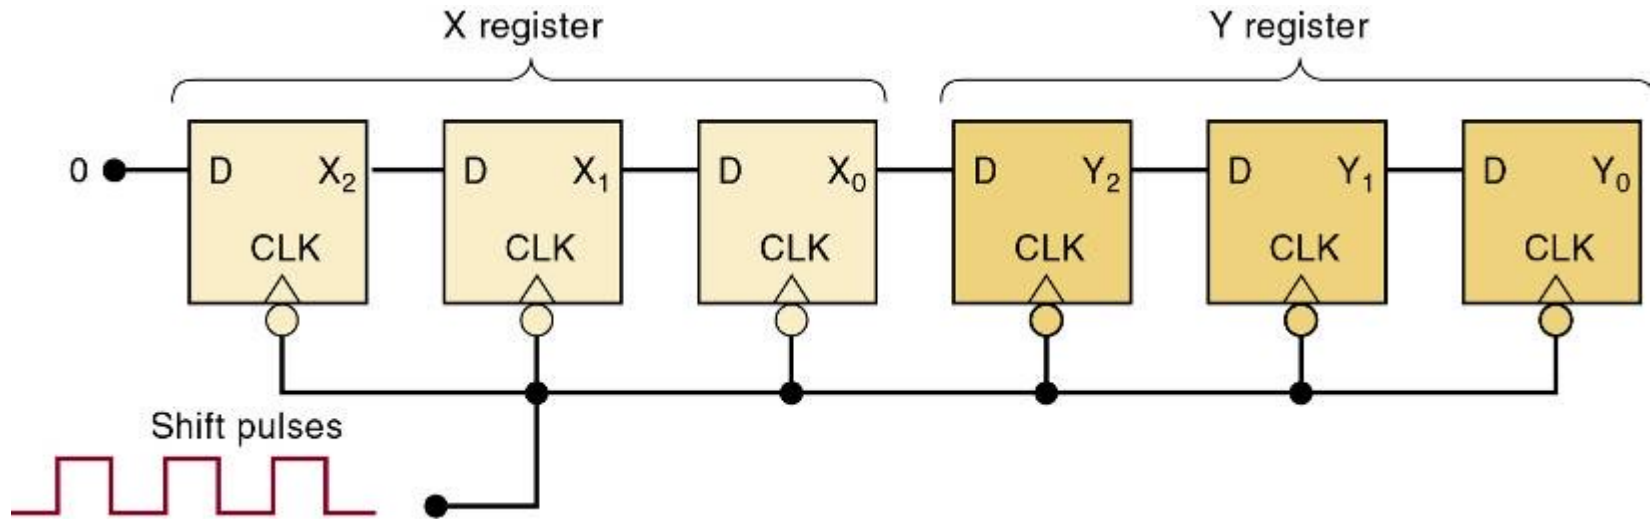 X register
Y register
0
D X₂
D X₁
D X₀
D Y₂
D Y₁
D Y₀
CLK
CLK
CLK
CLK
CLK
CLK
Shift pulses